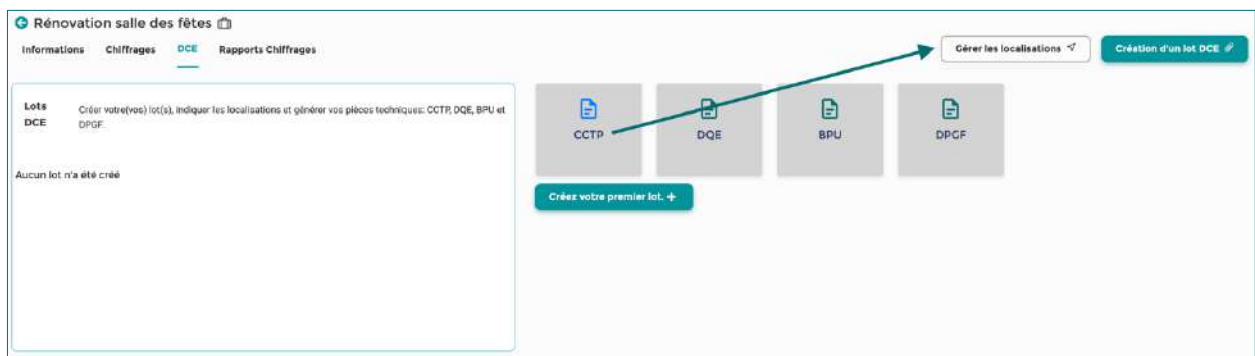 Rénovation salle des fêtes
Informations Chiffrages DCE Rapports Chiffrages
Gérer les localisations
Création d'un lot DCE
Lots DCE
Créer votre(vos) lot(s), indiquer les localisations et générer vos pièces techniques: CCTP, DQE, BPU et
DPGF.
Aucun lot n'a été créé
CCTP DQE BPU DPGF
Créez votre premier lot. +